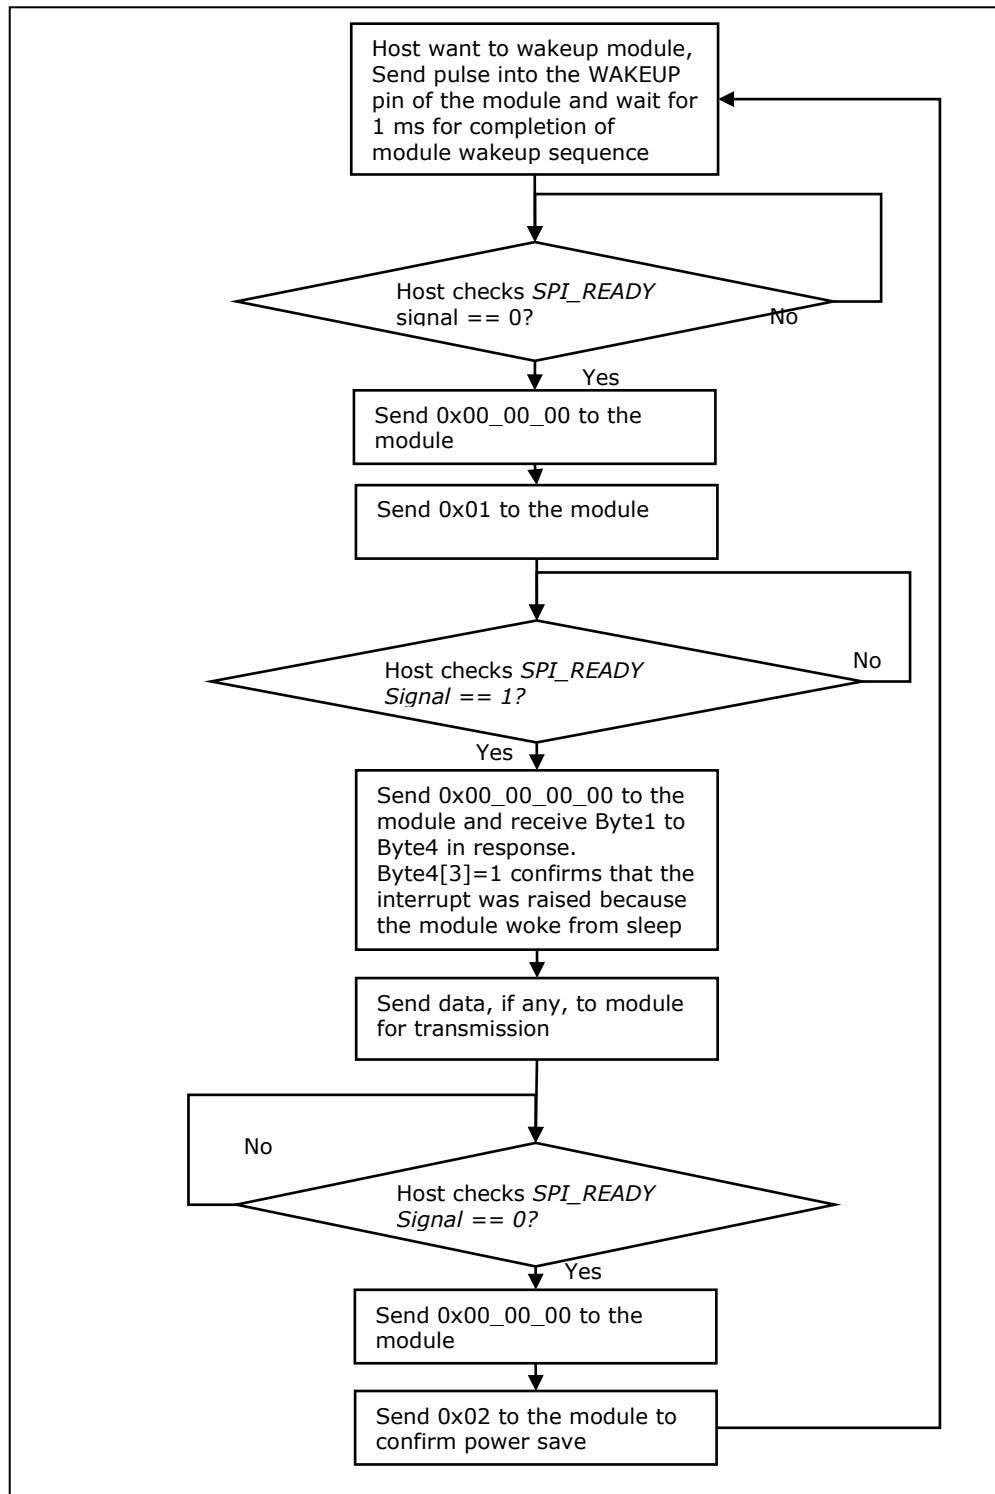 Host want to wakeup module,
Send pulse into the WAKEUP
pin of the module and wait for
1 ms for completion of
module wakeup sequence
Host checks SPI_READY
signal == 0?
No
Yes
Send 0x00_00_00 to the
module
Send 0x01 to the module
Host checks SPI_READY
Signal == 1?
No
Yes
Send 0x00_00_00_00 to the
module and receive Byte1 to
Byte4 in response.
Byte4[3]=1 confirms that the
interrupt was raised because
the module woke from sleep
Send data, if any, to module
for transmission
No
Host checks SPI_READY
Signal == 0?
Yes
Send 0x00_00_00 to the
module
Send 0x02 to the module to
confirm power save